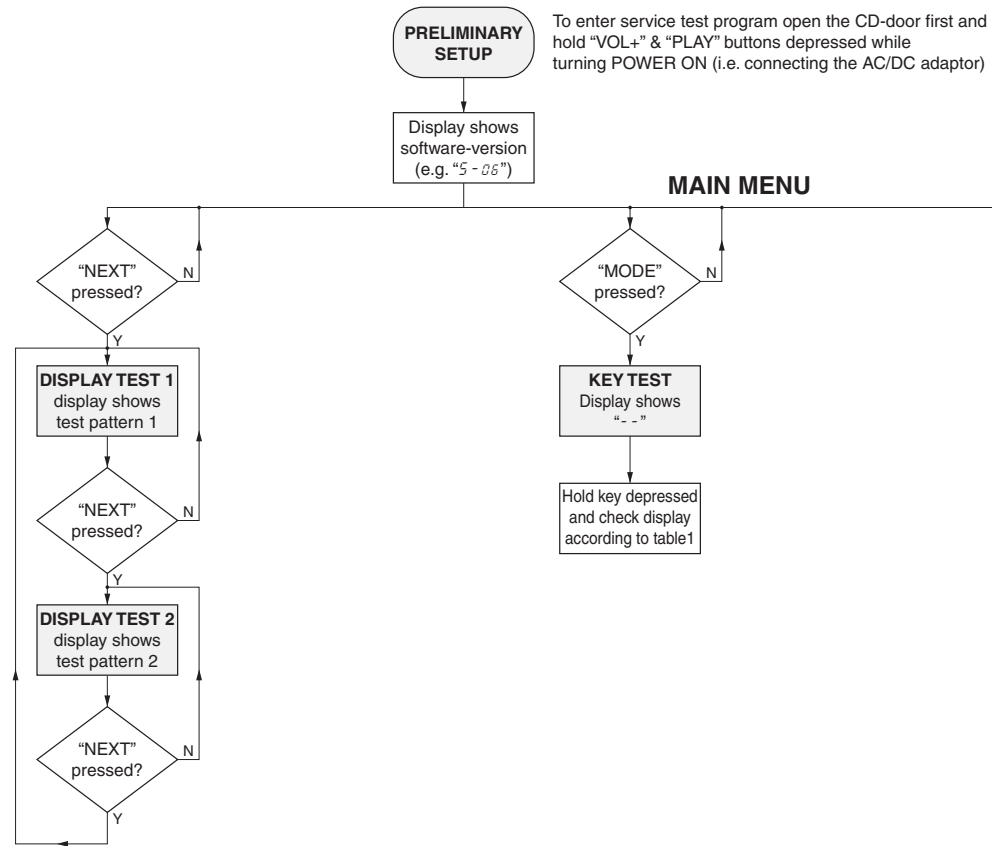 PRELIMINARY
SETUP
To enter service test program open the CD-door first and
hold “VOL+” & “PLAY” buttons depressed while
turning POWER ON (i.e. connecting the AC/DC adaptor)
Display shows
software-version
(e.g. “S-06”)
MAIN MENU
“NEXT”
pressed?
N
Y
“MODE”
pressed?
N
Y
DISPLAY TEST 1
display shows
test pattern 1
KEY TEST
Display shows
“- -”
“NEXT”
pressed?
N
Y
Hold key depressed
and check display
according to table1
DISPLAY TEST 2
display shows
test pattern 2
“NEXT”
pressed?
N
Y